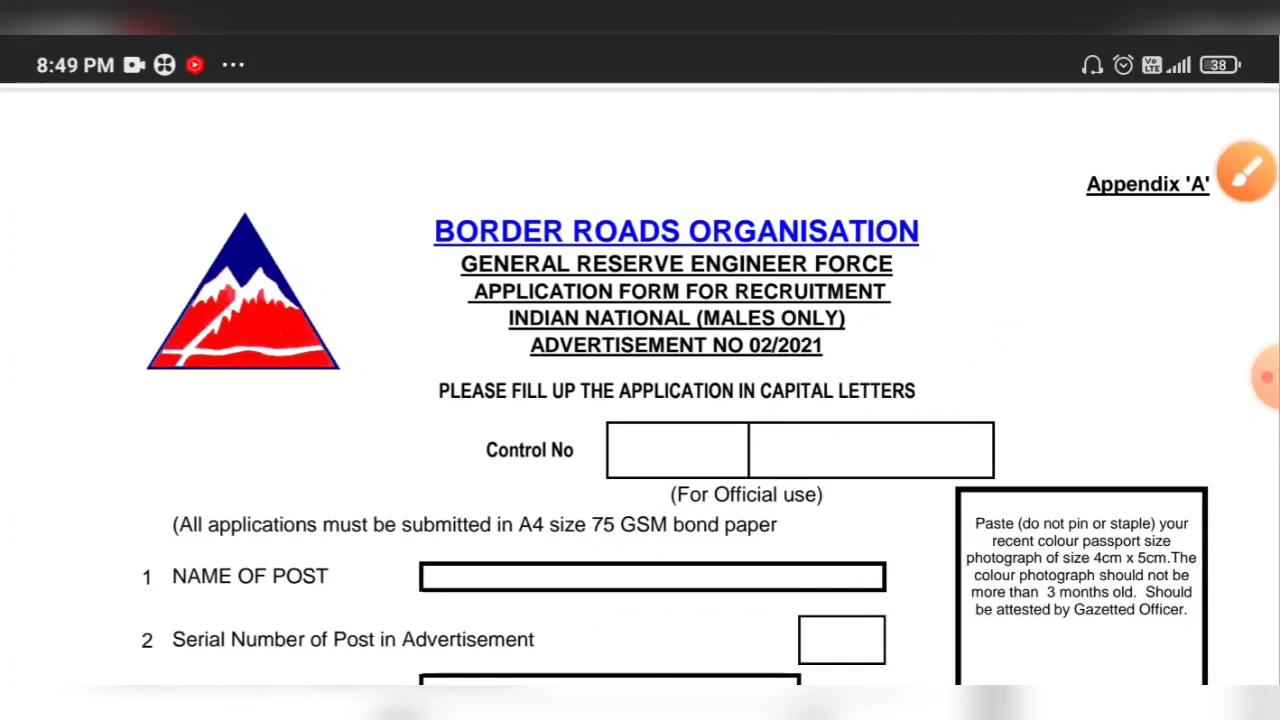 8:49 PM
Vo LTE
38
Appendix 'A'
BORDER ROADS ORGANISATION
GENERAL RESERVE ENGINEER FORCE
APPLICATION FORM FOR RECRUITMENT
INDIAN NATIONAL (MALES ONLY)
ADVERTISEMENT NO 02/2021
PLEASE FILL UP THE APPLICATION IN CAPITAL LETTERS
Control No
(For Official use)
(All applications must be submitted in A4 size 75 GSM bond paper
1 NAME OF POST
2 Serial Number of Post in Advertisement
Paste (do not pin or staple) your
recent colour passport size
photograph of size 4cm x 5cm.The
colour photograph should not be
more than 3 months old. Should
be attested by Gazetted Officer.